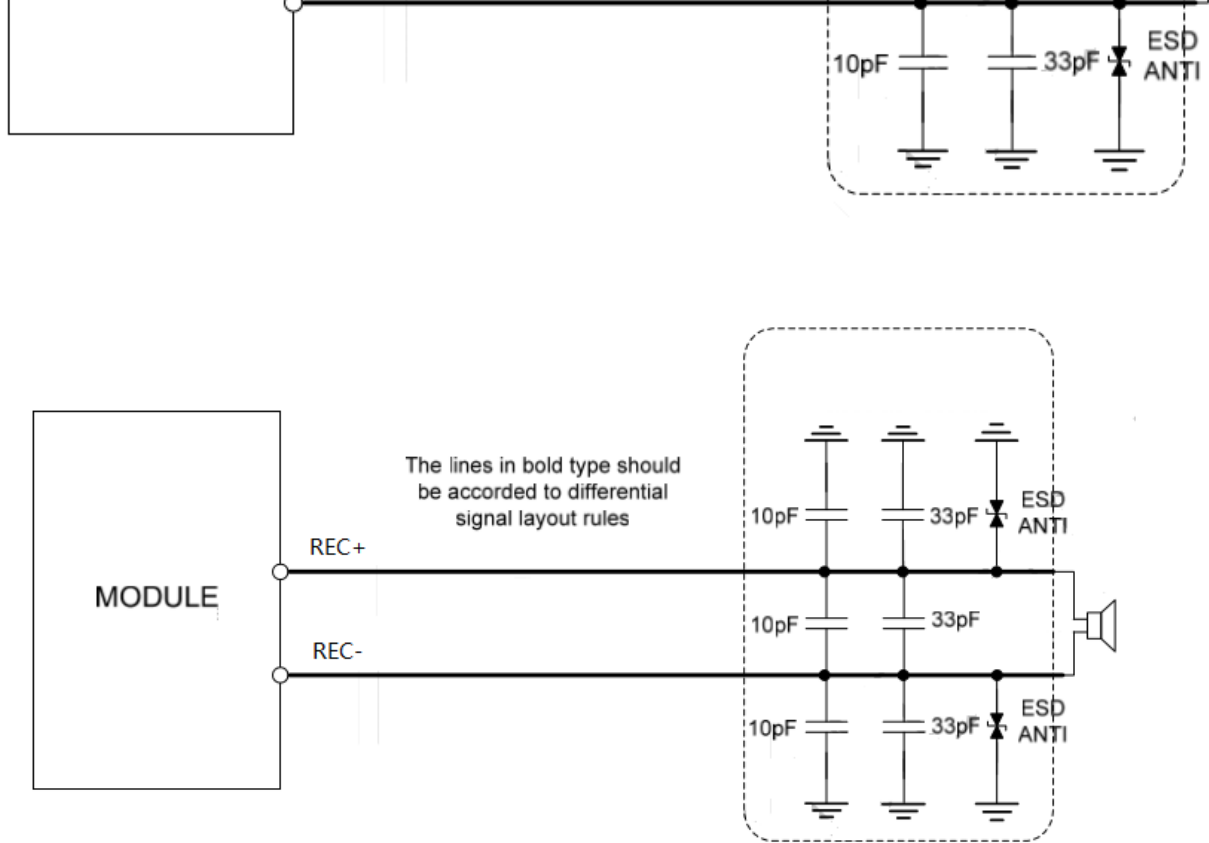 10pF
33pF
ESD
ANTI
The lines in bold type should
be accorded to differential
signal layout rules
10pF
33pF
ESD
ANTI
REC+
MODULE
10pF
33pF
REC-
10pF
33pF
ESD
ANTI